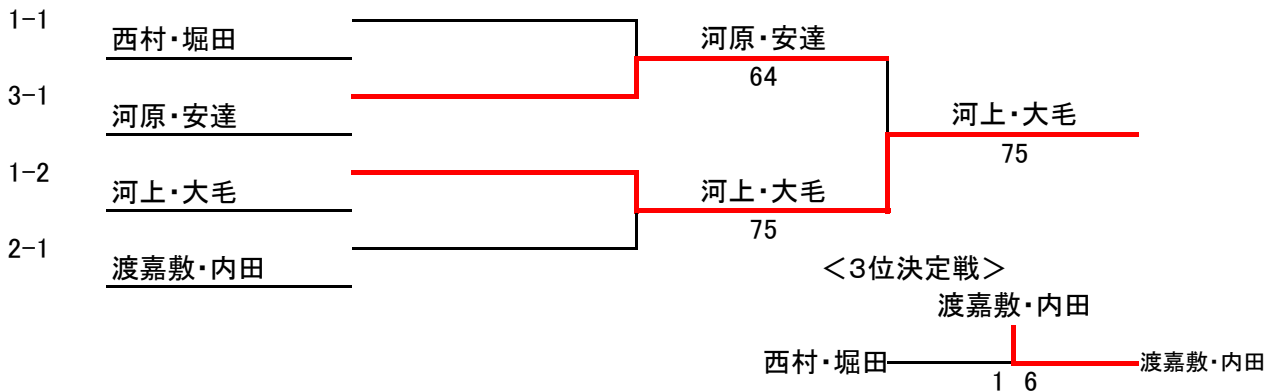 1-1
西村・堀田
河原・安達
64
3-1
河原・安達
河上・大毛
75
1-2
河上・大毛
河上・大毛
75
2-1
渡嘉敷・内田
＜3位決定戦＞
渡嘉敷・内田
西村・堀田
渡嘉敷・内田
1 6